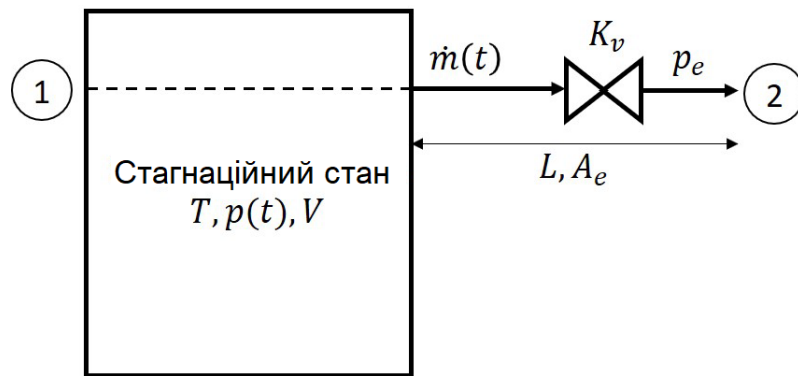 K_v
ṁ(t)
p_e
1
2
L, A_e
Стагнаційний стан
T, p(t), V